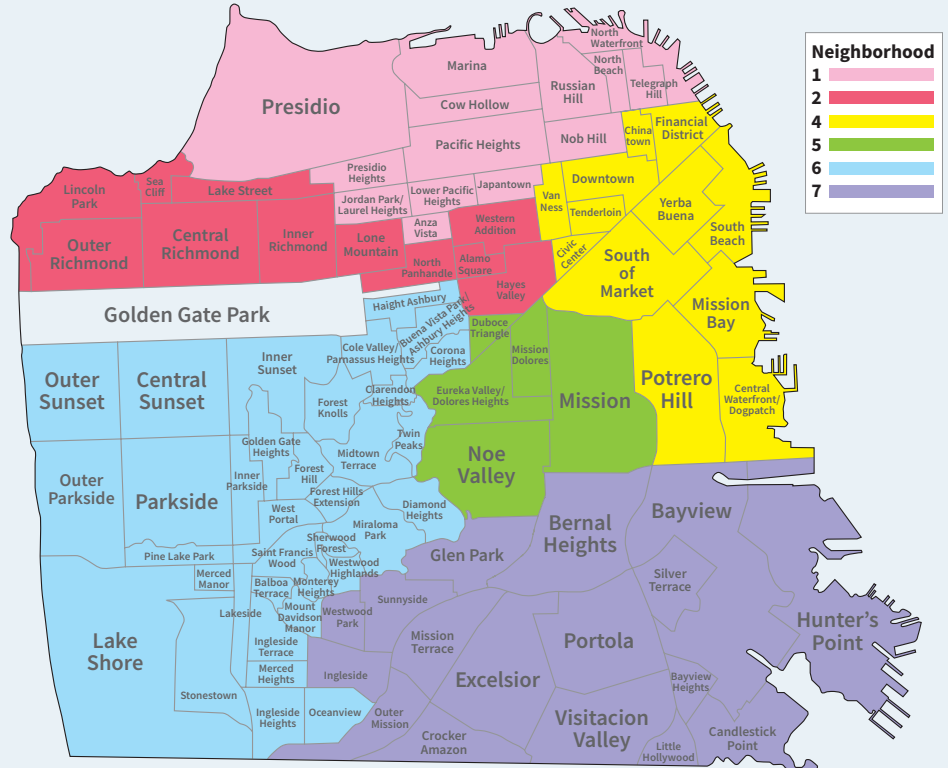 Neighborhood
1
2
4
5
6
7
North
Waterfront
Marina
North
Beach
Presidio
Cow Hollow
Russian
Hill
Telegraph
Hill
Pacific Heights
Nob Hill
China
town
Financial
District
Presidio
Heights
Lower Pacific
Heights
Japantown
Jordan Park/
Laurel Heights
Anza
Vista
Lincoln
Park
Sea
Cliff
Lake Street
Outer
Richmond
Central
Richmond
Inner
Richmond
Lone
Mountain
Western
Addition
North
Panhandle
Alamo
Square
Hayes
Valley
Van
Ness
Downtown
Tenderloin
Civic
Center
Yerba
Buena
South
Beach
South
of
Market
Mission
Bay
Potrero
Hill
Central
Waterfront/
Dogpatch
Golden Gate Park
Haight Ashbury
Buena Vista Park/
Ashbury Heights
Cole Valley/
Parnassus Heights
Corona
Heights
Duboce
Triangle
Mission
Dolores
Eureka Valley/
Dolores Heights
Mission
Noe
Valley
Outer
Sunset
Central
Sunset
Inner
Sunset
Forest
Knolls
Clarendon
Heights
Twin
Peaks
Golden Gate
Heights
Midtown
Terrace
Outer
Parkside
Parkside
Inner
Parkside
Forest
Hill
Forest Hills
Extension
West
Portal
Miraloma
Park
Diamond
Heights
Pine Lake Park
Saint Francis
Wood
Sherwood
Forest
Westwood
Highlands
Merced
Manor
Balboa
Terrace
Monterey
Heights
Mount
Davidson
Manor
Lakeside
Lake
Shore
Ingleside
Terrace
Merced
Heights
Stonestown
Ingleside
Heights
Oceanview
Glen Park
Bernal
Heights
Bayview
Silver
Terrace
Hunter’s
Point
Westwood
Park
Sunnyside
Mission
Terrace
Portola
Ingleside
Excelsior
Bayview
Heights
Outer
Mission
Crocker
Amazon
Visitacion
Valley
Little
Hollywood
Candlestick
Point